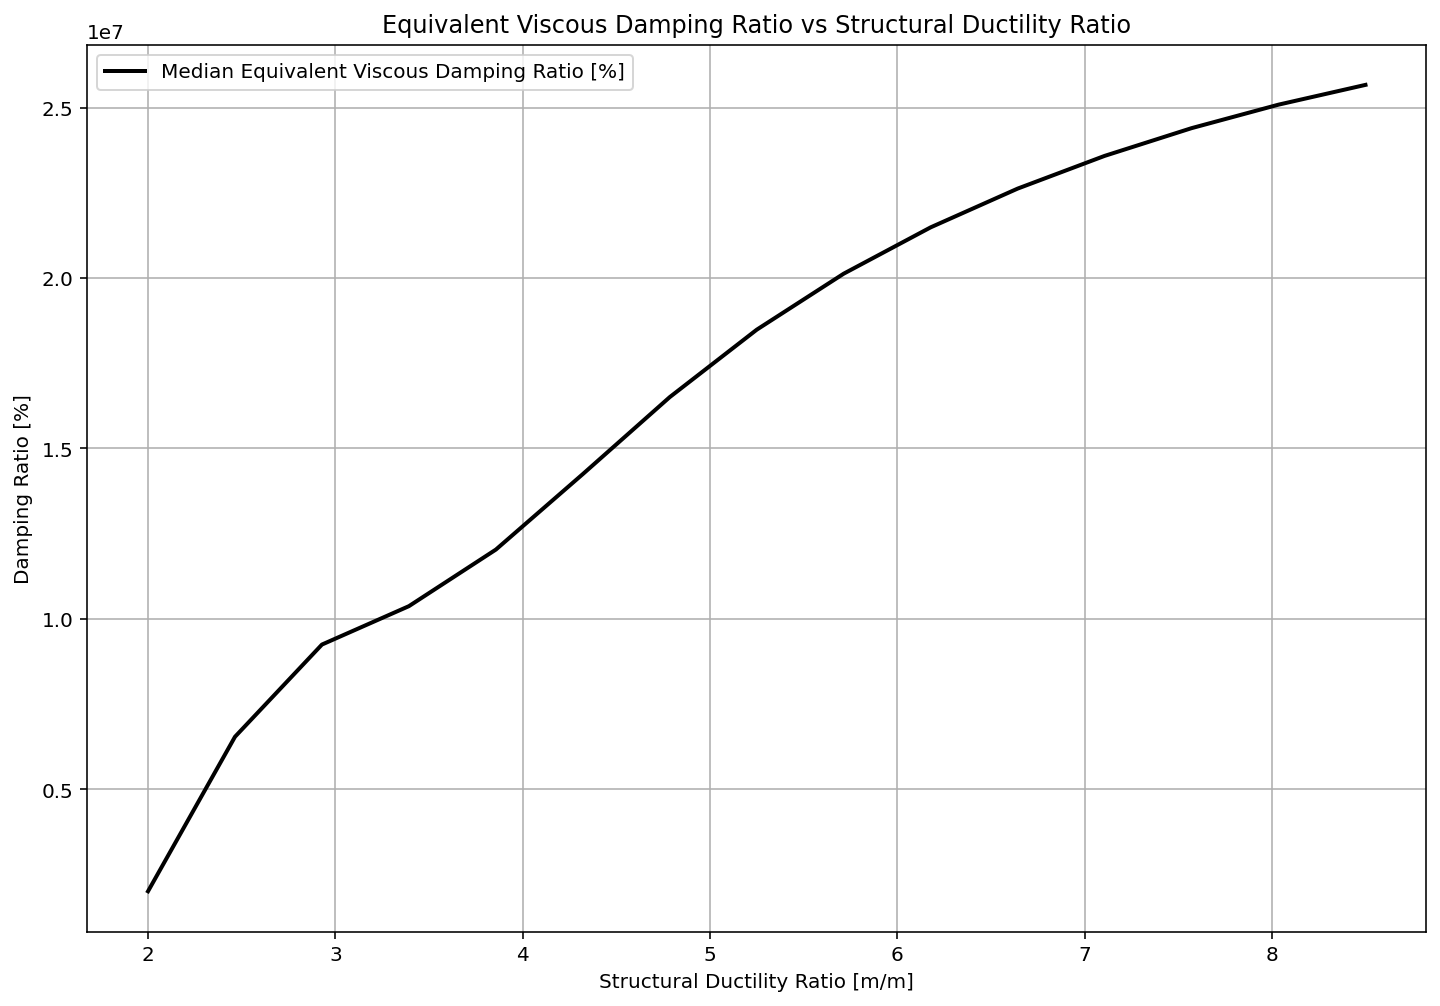 Equivalent Viscous Damping Ratio vs Structural Ductility Ratio
1e7
Median Equivalent Viscous Damping Ratio [%]
2.5
2.0
1.5
1.0
0.5
Damping Ratio [%]
2 3 4 5 6 7 8
Structural Ductility Ratio [m/m]